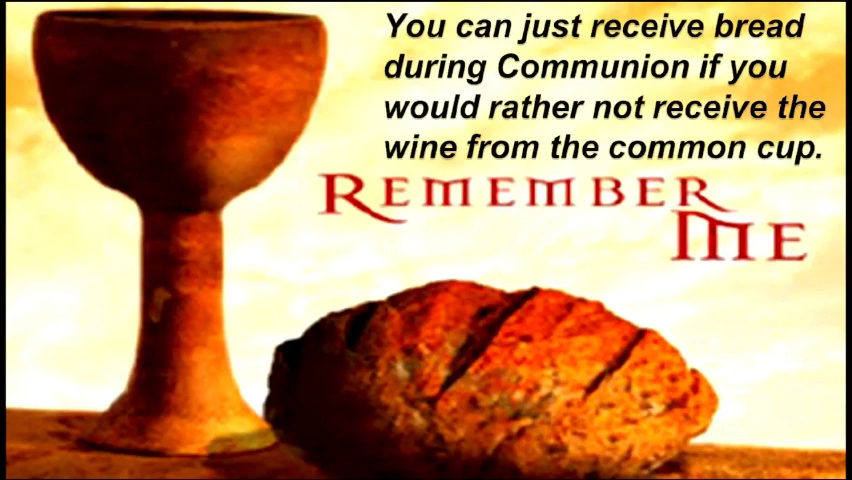 You can just receive bread
during Communion if you
would rather not receive the
wine from the common cup.
REMEMBER
ME